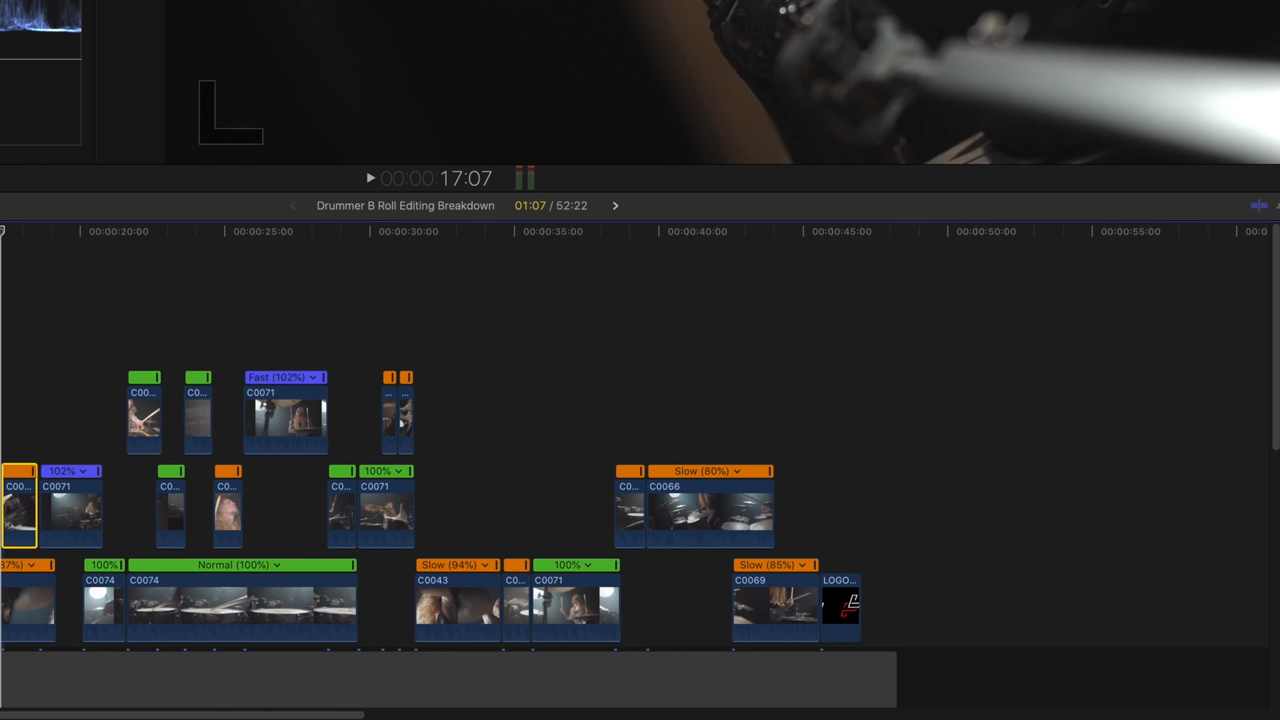 00:00:17:07
Drummer B Roll Editing Breakdown 01:07 / 52:22
00:00:20:00 00:00:25:00 00:00:30:00 00:00:35:00 00:00:40:00 00:00:45:00 00:00:50:00 00:00:55:00 00:0
Fast (102%)
C00... C0... C0071 ... ...
102% 100% Slow (80%)
C00... C0071 C0... C0... C0... C0071 C0... C0066
37%) 100% Normal (100%) Slow (94%) 100% Slow (85%)
C0074 C0074 C0043 C0... C0071 C0069 LOGO...